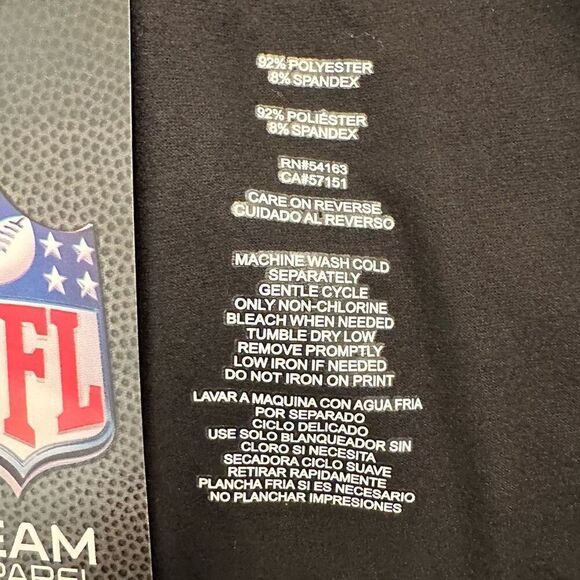 92% POLYESTER
8% SPANDEX
92% POLIÉSTER
8% SPANDEX
RN#54163
CA#57151
CARE ON REVERSE
CUIDADO AL REVERSO
MACHINE WASH COLD
SEPARATELY
GENTLE CYCLE
ONLY NON-CHLORINE
BLEACH WHEN NEEDED
TUMBLE DRY LOW
REMOVE PROMPTLY
LOW IRON IF NEEDED
DO NOT IRON ON PRINT
LAVAR A MAQUINA CON AGUA FRIA
POR SEPARADO
CICLO DELICADO
USE SOLO BLANQUEADOR SIN
CLORO SI NECESITA
SECADORA CICLO SUAVE
RETIRAR RAPIDAMENTE
PLANCHA FRIA SI ES NECESARIO
NO PLANCHAR IMPRESIONES
FL
EAM
PAREL